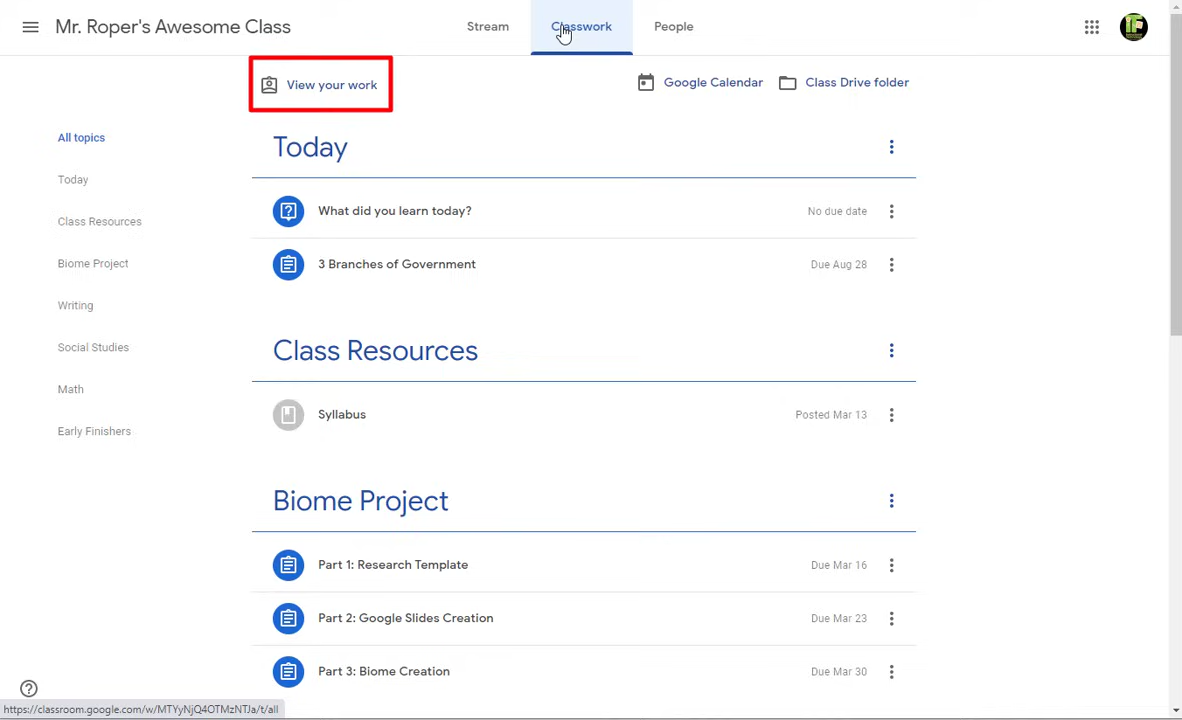 Mr. Roper's Awesome Class
Stream
Classwork
People
View your work
Google Calendar
Class Drive folder
All topics
Today
Class Resources
Biome Project
Writing
Social Studies
Math
Early Finishers
Today
What did you learn today?
No due date
3 Branches of Government
Due Aug 28
Class Resources
Syllabus
Posted Mar 13
Biome Project
Part 1: Research Template
Due Mar 16
Part 2: Google Slides Creation
Due Mar 23
Part 3: Biome Creation
Due Mar 30
https://classroom.google.com/w/MTYyNjQ4OTMzNTJa/t/all